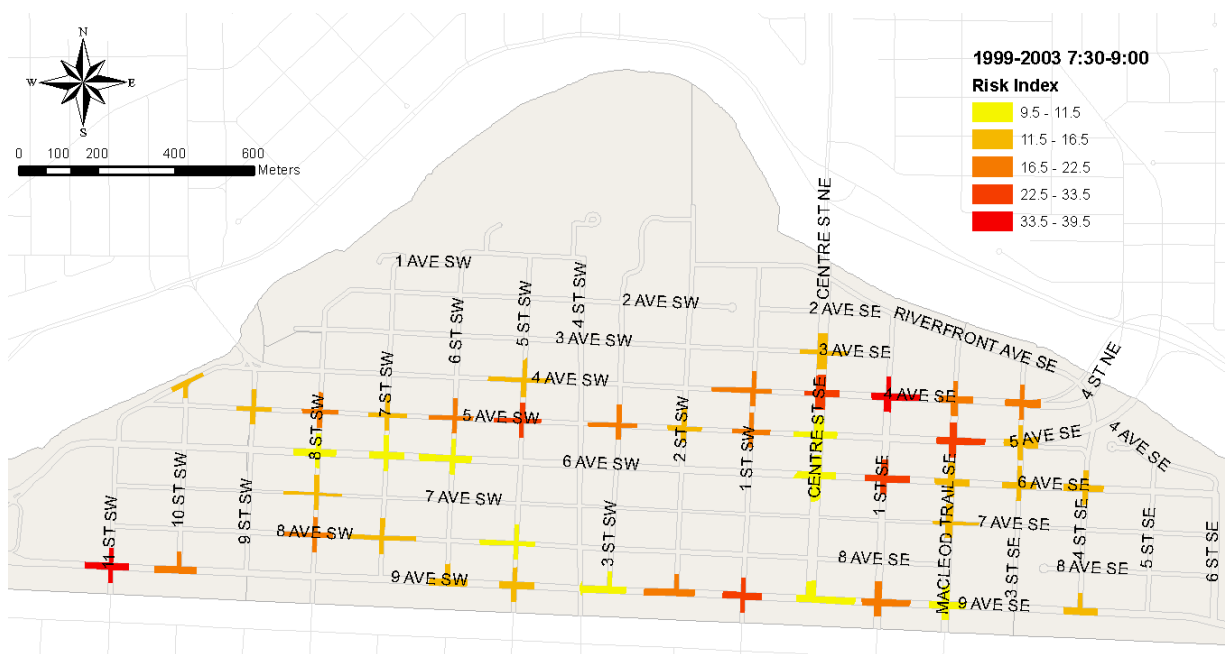 N
W E
S
0 100 200 400 600
Meters
1999-2003 7:30-9:00
Risk Index
9.5 - 11.5
11.5 - 16.5
16.5 - 22.5
22.5 - 33.5
33.5 - 39.5
CENTRE ST NE
1 AVE SW
2 AVE SW
2 AVE SE
RIVERFRONT AVE SE
3 AVE SW
3 AVE SE
4 ST NE
6 ST SW
5 ST SW
4 ST SW
4 AVE SW
4 AVE SE
7 ST SW
5 AVE SW
5 AVE SE
4 AVE SE
8 ST SW
2 ST SW
1 ST SW
CENTRE ST SE
6 AVE SW
6 AVE SE
10 ST SW
9 ST SW
7 AVE SW
7 AVE SE
1 ST SE
MACLEOD TRAIL SE
11 ST SW
8 AVE SW
3 ST SW
8 AVE SE
8 AVE SE
3 ST SE
4 ST SE
5 ST SE
6 ST SE
9 AVE SW
9 AVE SE